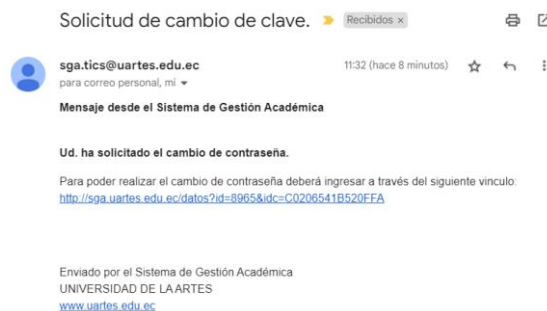 Solicitud de cambio de clave. Recibidos ×
sga.tics@uartes.edu.ec 11:32 (hace 8 minutos)
para correo personal, mi
Mensaje desde el Sistema de Gestión Académica
Ud. ha solicitado el cambio de contraseña.
Para poder realizar el cambio de contraseña deberá ingresar a través del siguiente vinculo:
http://sga.uartes.edu.ec/datos?id=8965&idc=C0206541B520FFA
Enviado por el Sistema de Gestión Académica
UNIVERSIDAD DE LA ARTES
www.uartes.edu.ec